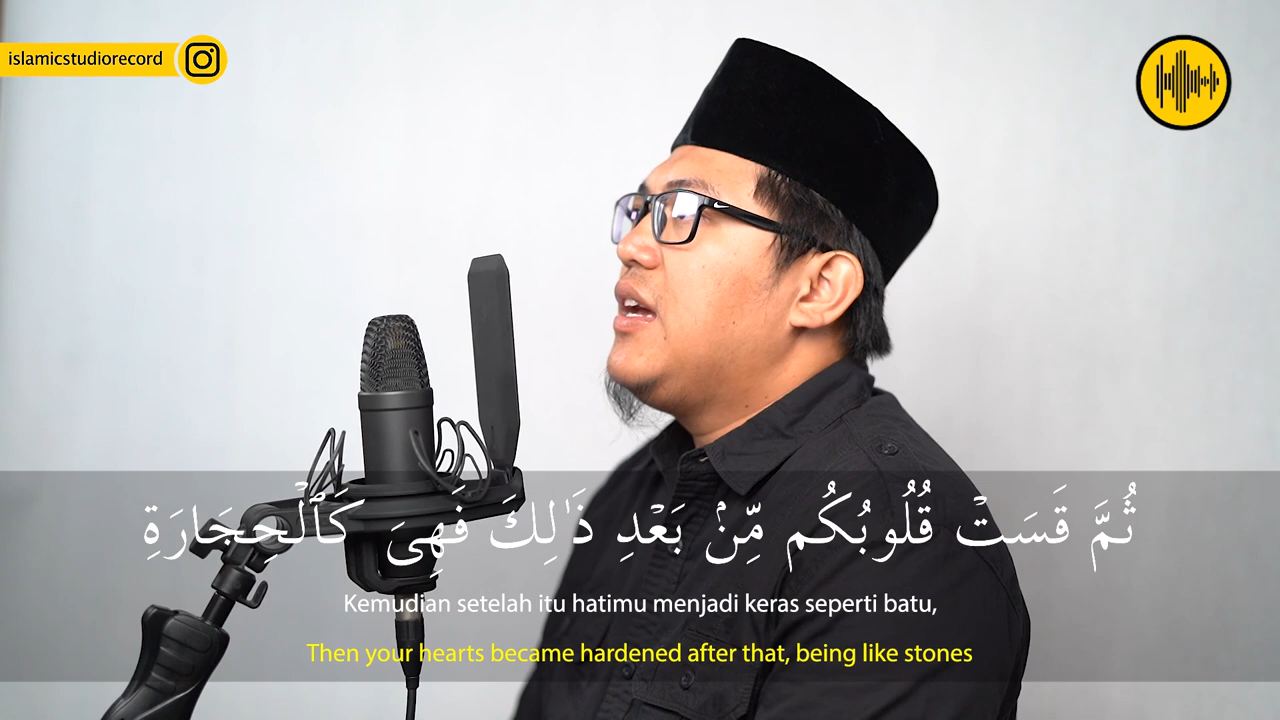 islamicstudiorecord
ثُمَّ قَسَتْ قُلُوبُكُم مِّنۢ بَعْدِ ذَٰلِكَ فَهِىَ كَٱلْحِجَارَةِ
Kemudian setelah itu hatimu menjadi keras seperti batu,
Then your hearts became hardened after that, being like stones